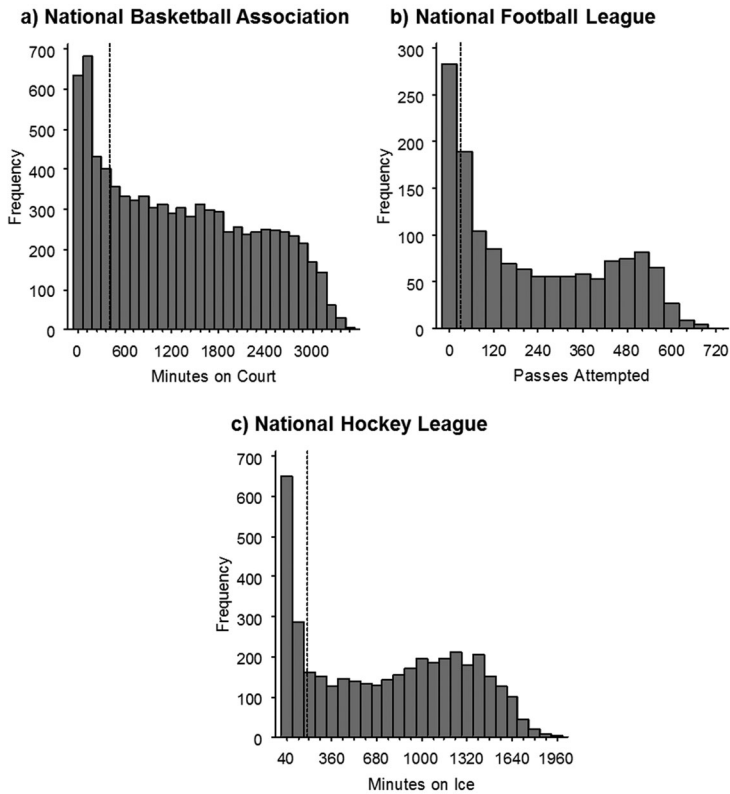 a) National Basketball Association
700
600
500
400
300
200
100
0
Frequency
0 600 1200 1800 2400 3000
Minutes on Court
b) National Football League
300
250
200
150
100
50
0
Frequency
0 120 240 360 480 600 720
Passes Attempted
c) National Hockey League
700
600
500
400
300
200
100
0
Frequency
40 360 680 1000 1320 1640 1960
Minutes on Ice